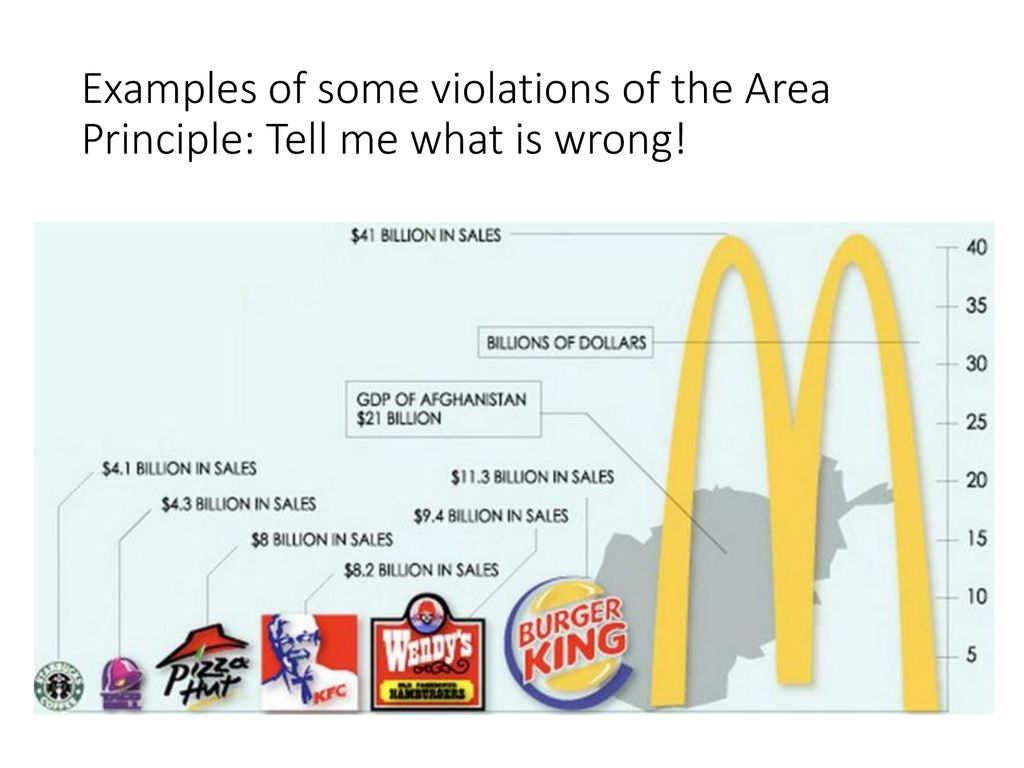 Examples of some violations of the Area
Principle: Tell me what is wrong!
$41 BILLION IN SALES
40
35
BILLIONS OF DOLLARS
30
GDP OF AFGHANISTAN
$21 BILLION
25
$4.1 BILLION IN SALES
$11.3 BILLION IN SALES
20
$4.3 BILLION IN SALES
$9.4 BILLION IN SALES
$8 BILLION IN SALES
15
$8.2 BILLION IN SALES
10
5
STARBUCKS
COFFEE
Pizza
Hut
KFC
WENDY'S
OLD FASHIONED
HAMBURGERS
BURGER
KING